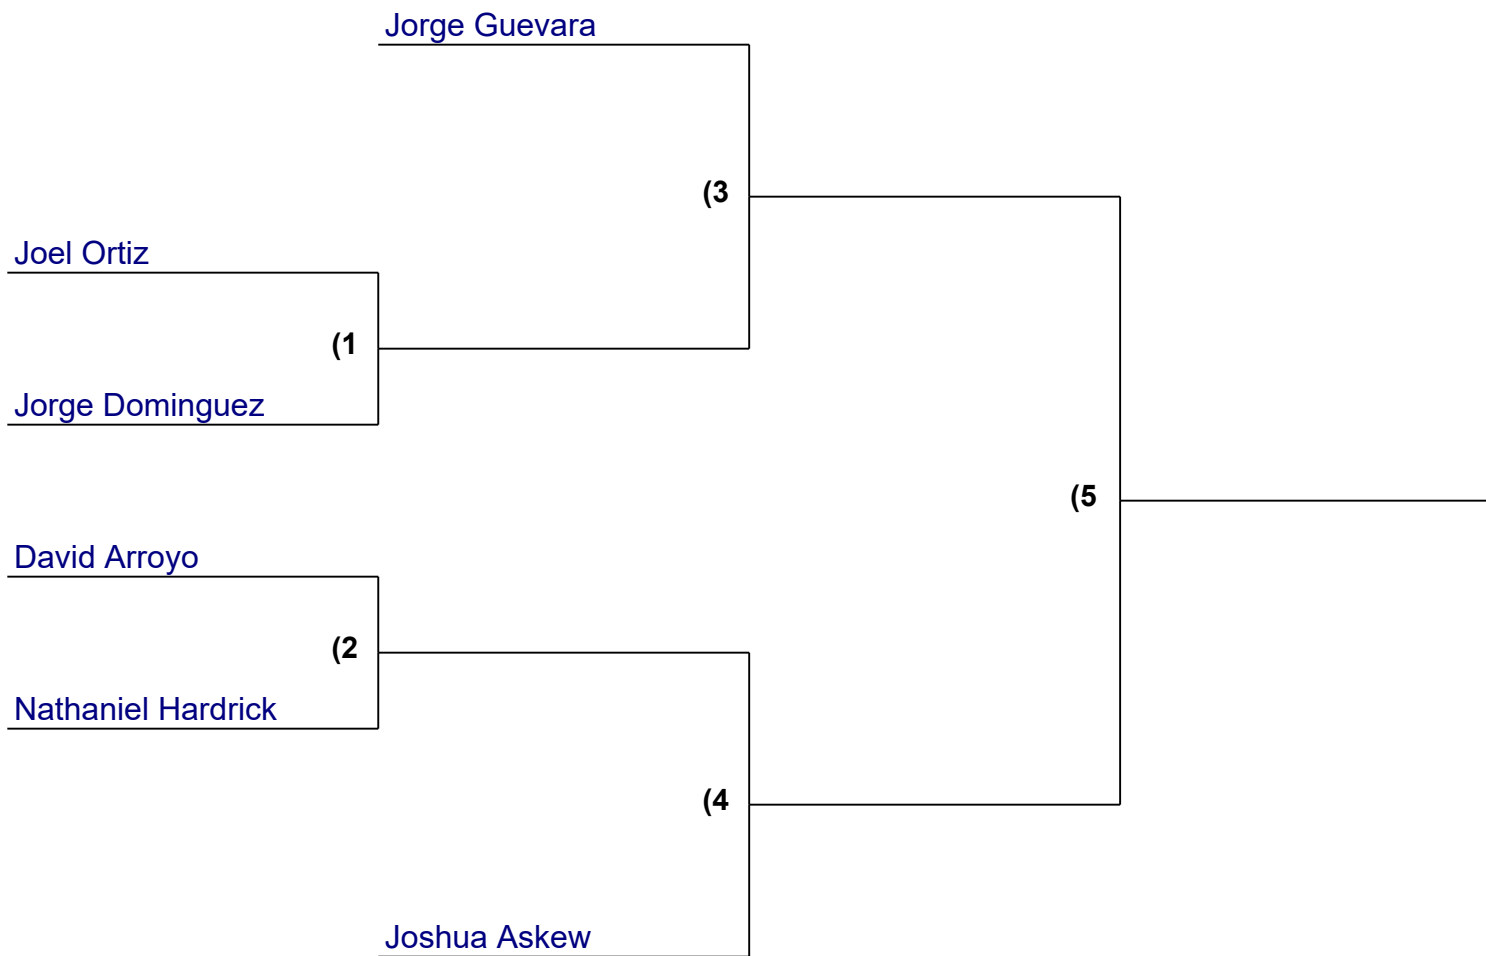 Jorge Guevara
(3
Joel Ortiz
(1
Jorge Dominguez
(5
David Arroyo
(2
Nathaniel Hardrick
(4
Joshua Askew